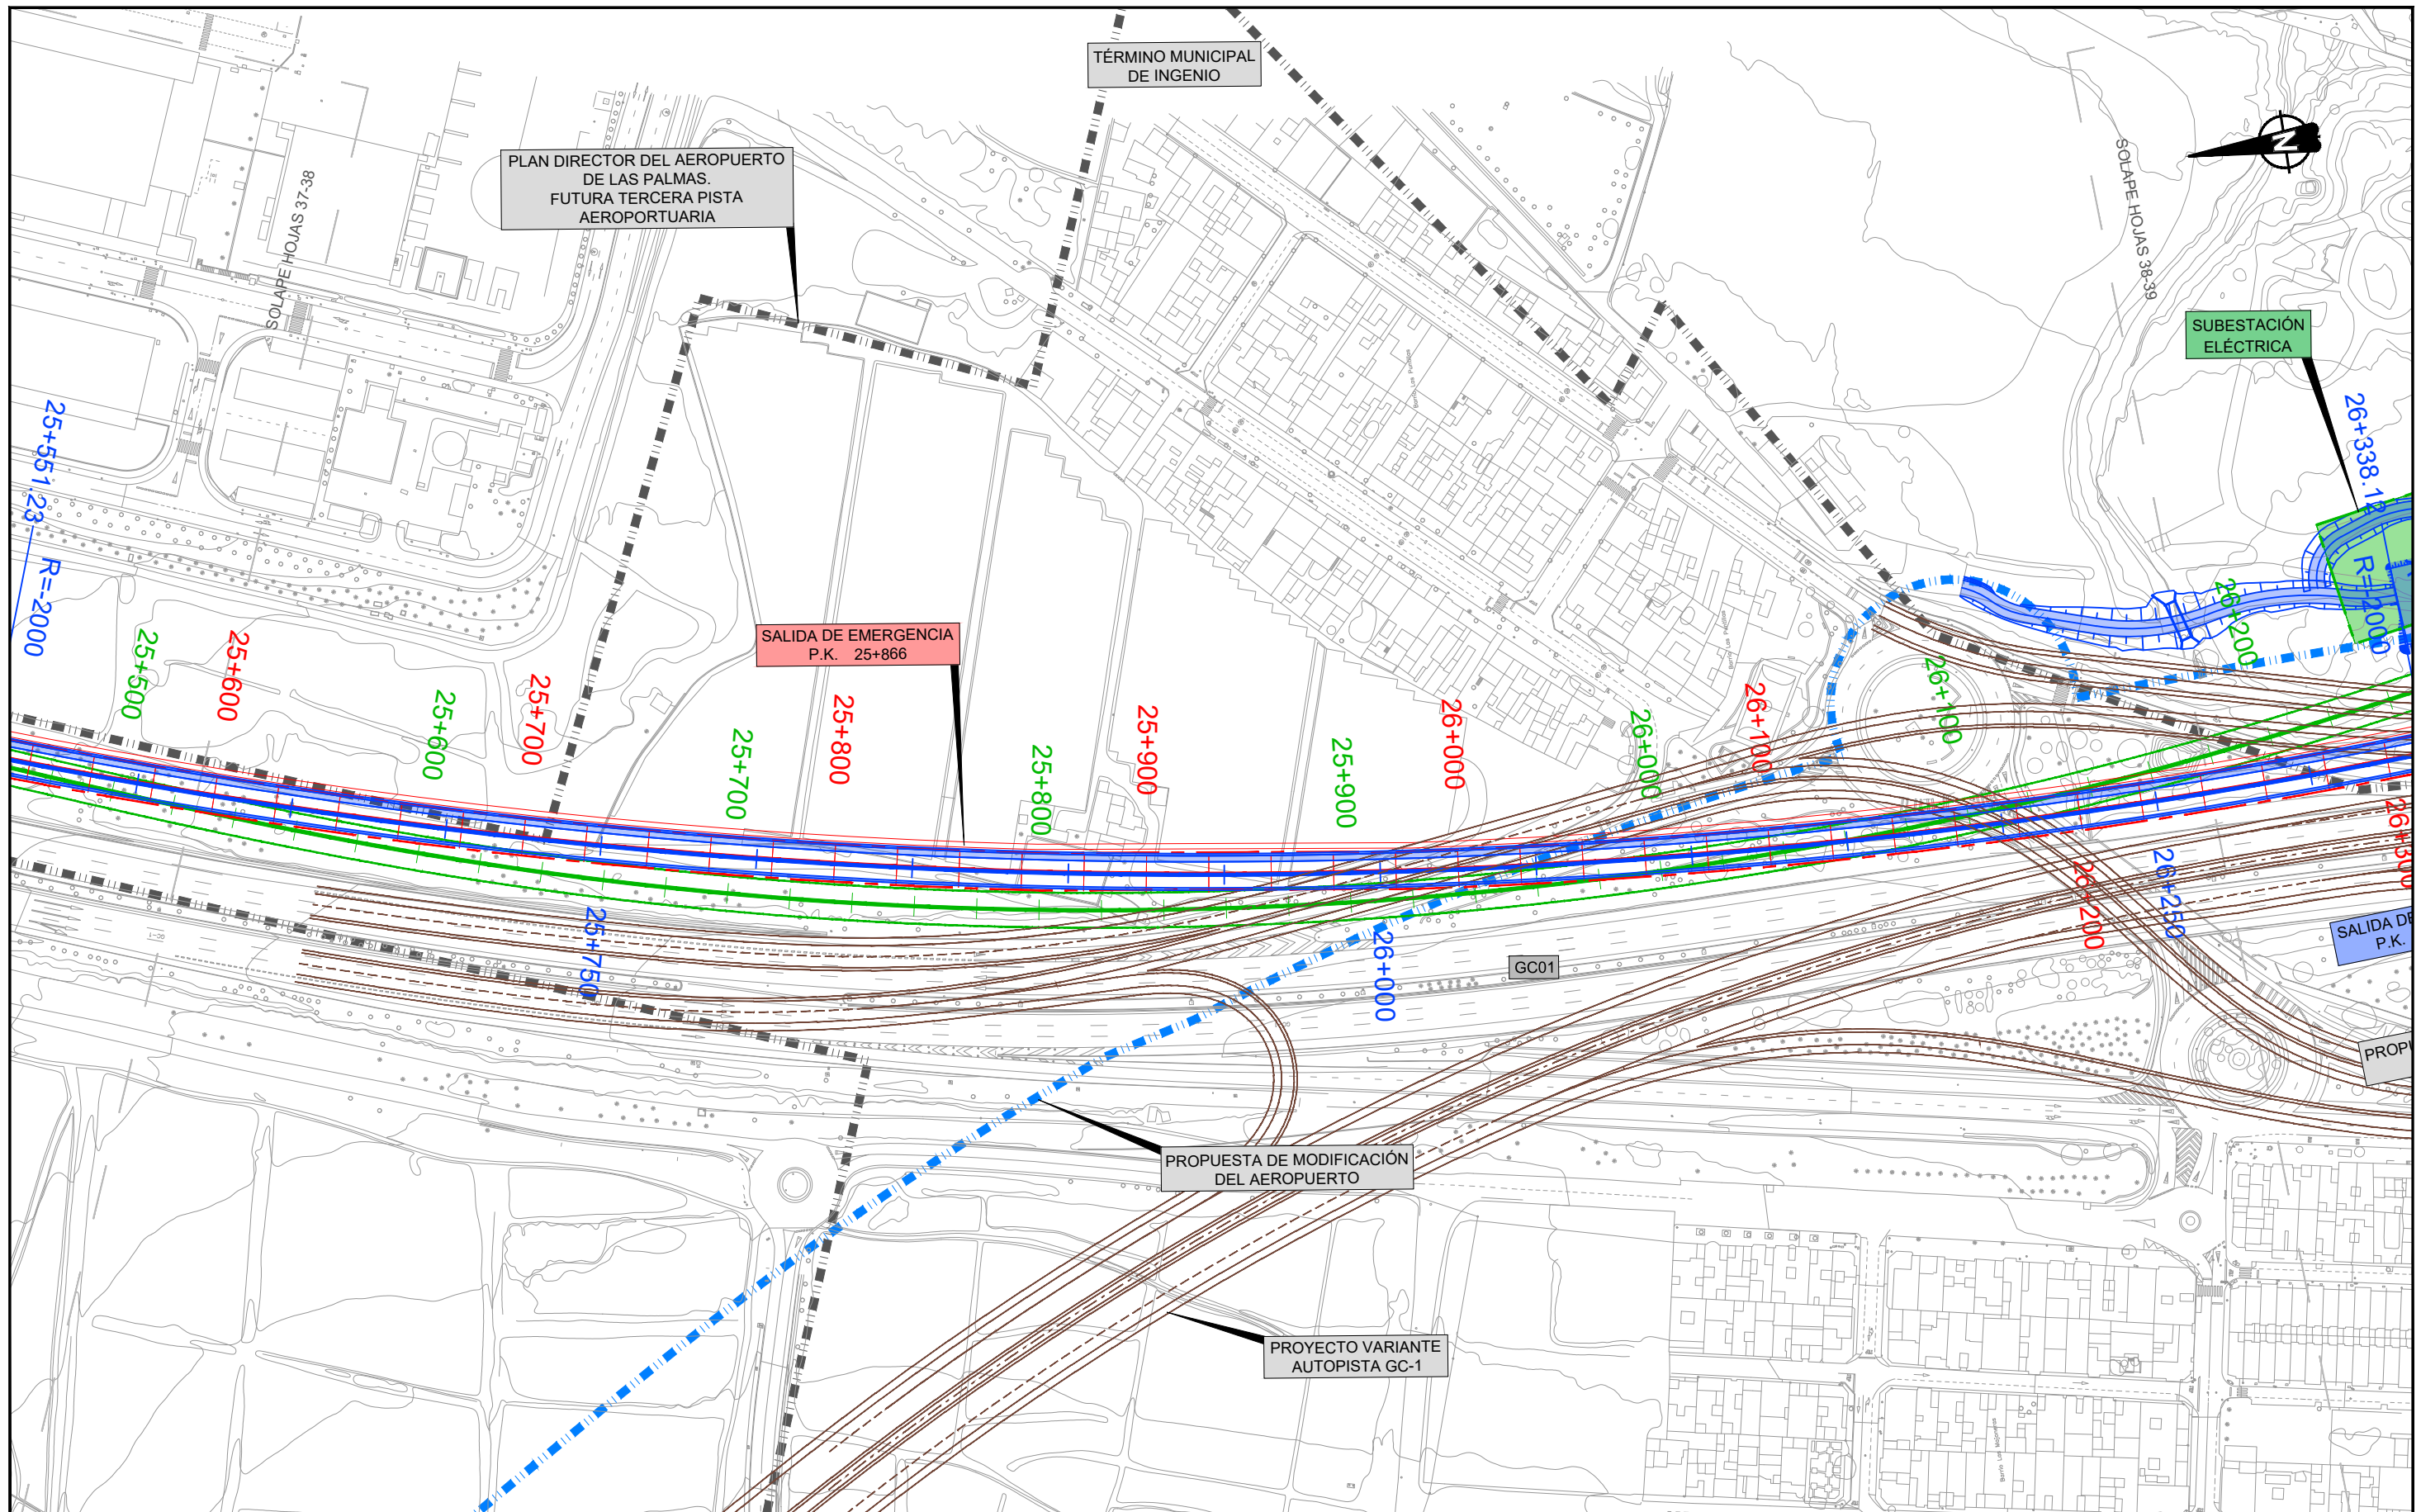 TÉRMINO MUNICIPAL
DE INGENIO
PLAN DIRECTOR DEL AEROPUERTO
DE LAS PALMAS.
FUTURA TERCERA PISTA
AEROPORTUARIA
SOLAPE HOJAS 37-38
SOLAPE HOJAS 38-39
N
SUBESTACIÓN
ELÉCTRICA
25+551.23
R=-2000
26+338.1
R=-2000
SALIDA DE EMERGENCIA
P.K. 25+866
25+500
25+600
25+600
25+700
25+700
25+800
25+800
25+900
25+900
26+000
26+000
26+100
26+100
26+200
25+750
26+000
26+200
26+250
26+300
GC01
SALIDA DE
P.K.
PROPU
PROPUESTA DE MODIFICACIÓN
DEL AEROPUERTO
PROYECTO VARIANTE
AUTOPISTA GC-1